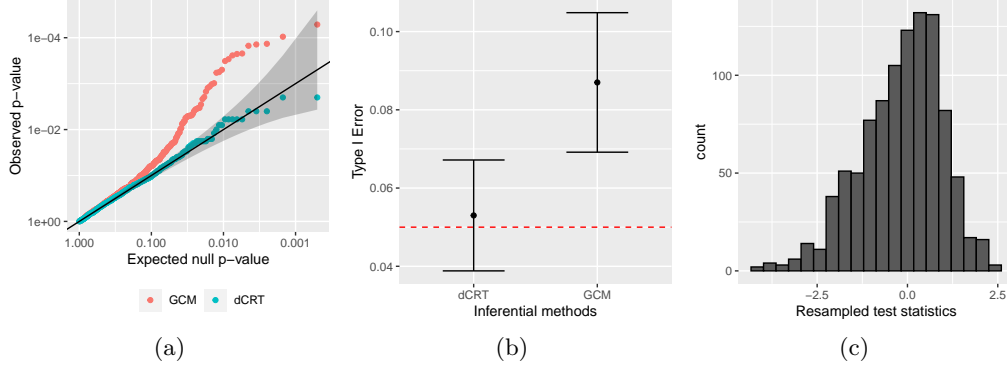 1e−04
1e−02
1e+00
Observed p−value
1.000 0.100 0.010 0.001
Expected null p−value
GCM dCRT
(a)
0.10
0.08
0.06
0.04
Type I Error
dCRT GCM
Inferential methods
(b)
100
50
0
count
−2.5 0.0 2.5
Resampled test statistics
(c)